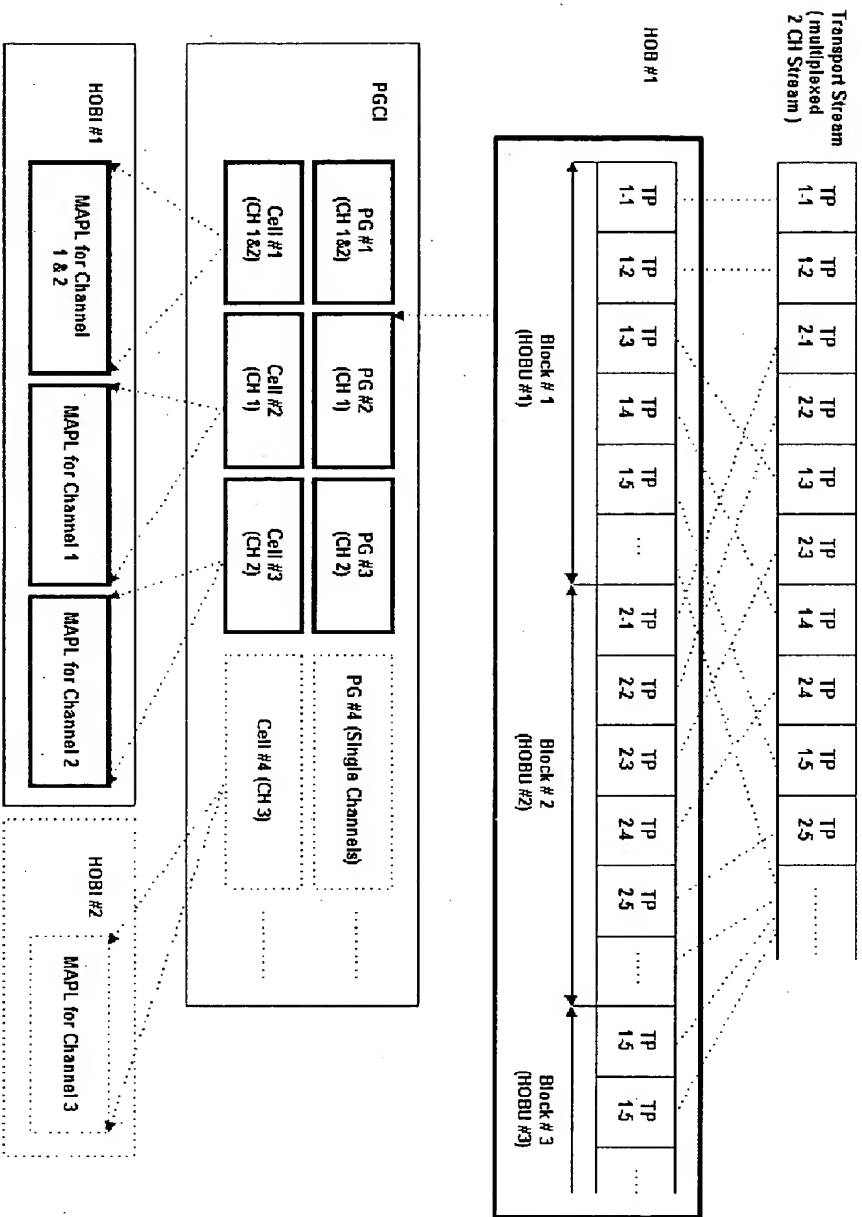 Transport Stream
( multiplexed
2 CH Stream )
TP
1-1
TP
1-2
TP
2-1
TP
2-2
TP
1-3
TP
2-3
TP
1-4
TP
2-4
TP
1-5
TP
2-5
........
HOB #1
TP
1-1
TP
1-2
TP
1-3
TP
1-4
TP
1-5
...
TP
2-1
TP
2-2
TP
2-3
TP
2-4
TP
2-5
.....
TP
1-5
TP
1-5
.....
Block # 1
(HOBU #1)
Block # 2
(HOBU #2)
Block # 3
(HOBU #3)
PGCI
PG #1
(CH 1&2)
PG #2
(CH 1)
PG #3
(CH 2)
PG #4 (Single Channels)
........
Cell #1
(CH 1&2)
Cell #2
(CH 1)
Cell #3
(CH 2)
Cell #4 (CH 3)
........
HOBI #1
MAPL for Channel
1 & 2
MAPL for Channel 1
MAPL for Channel 2
HOBI #2
MAPL for Channel 3